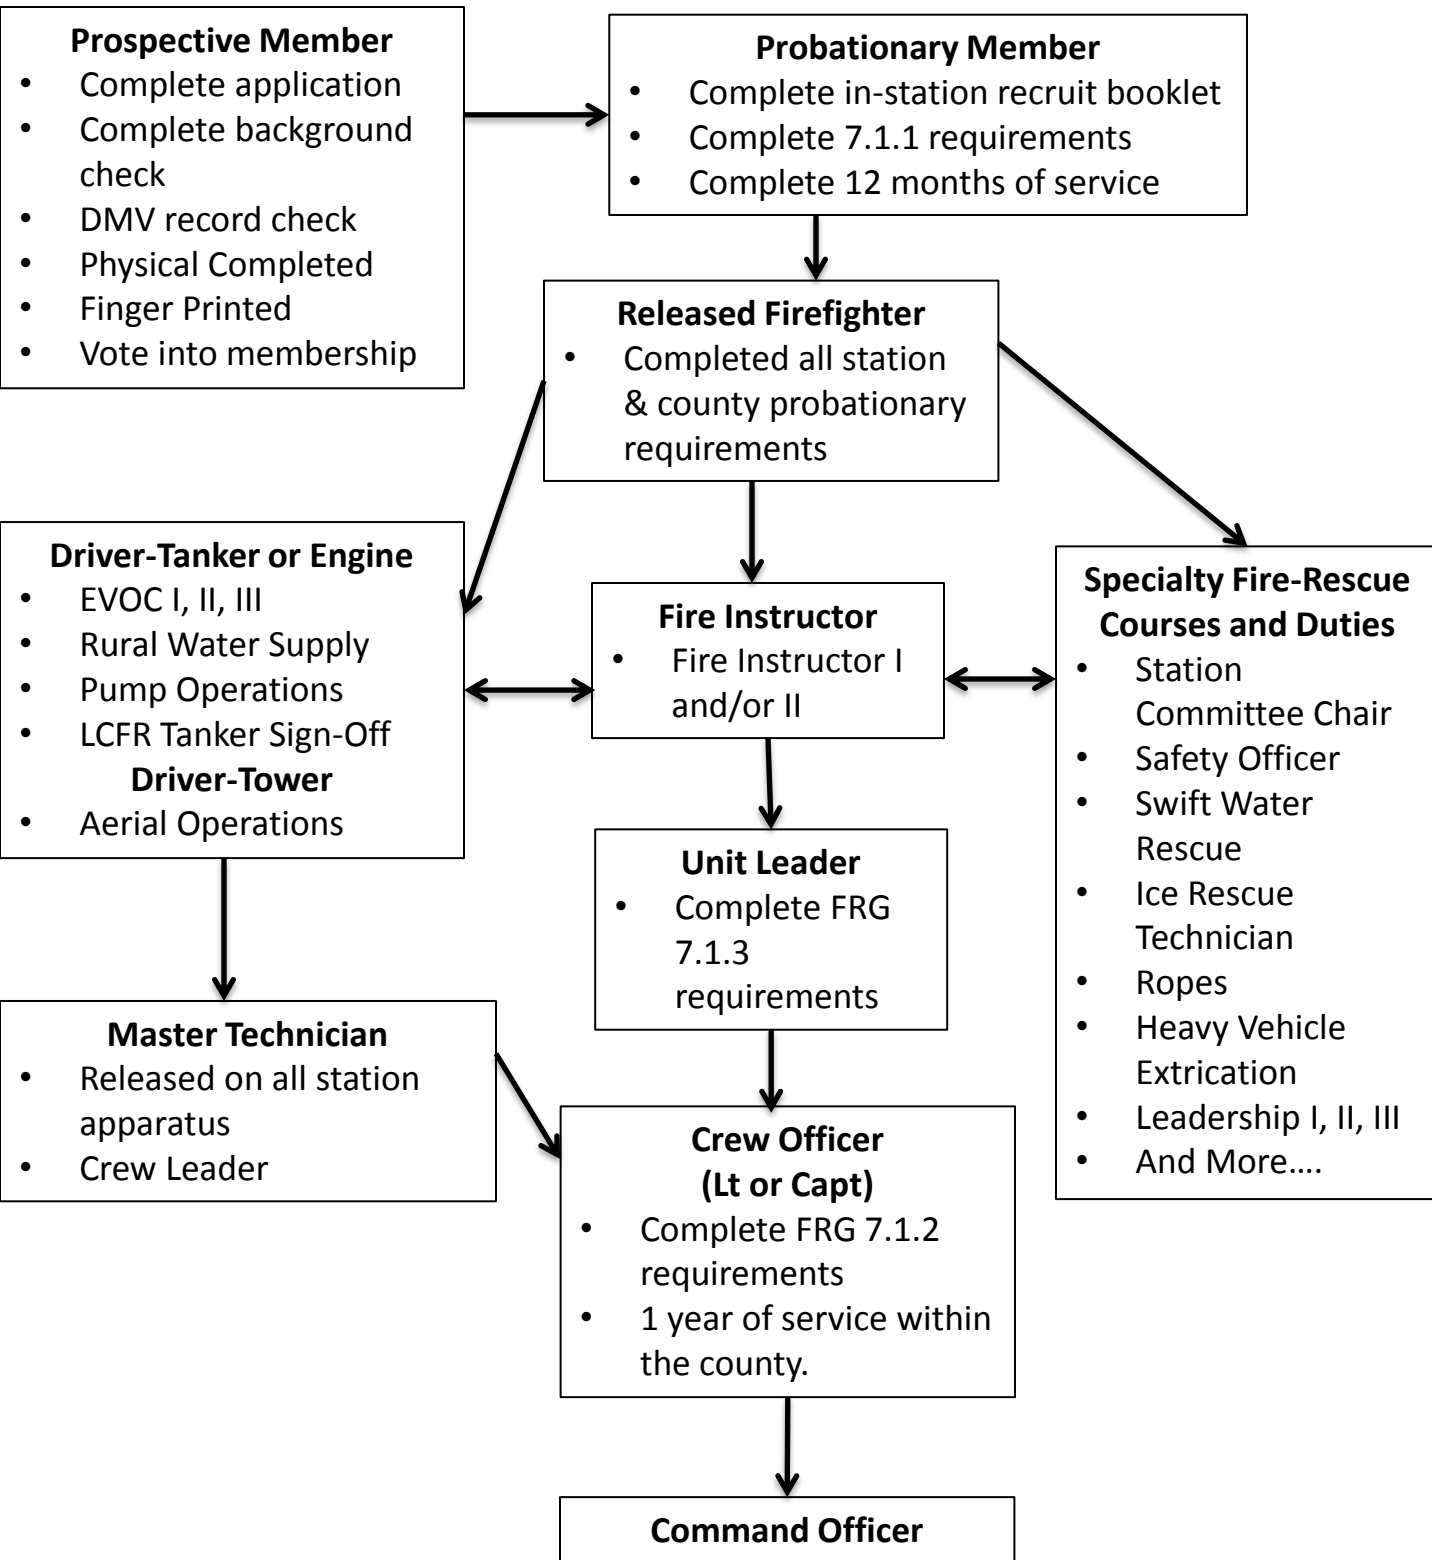 Prospective Member
• Complete application
• Complete background
check
• DMV record check
• Physical Completed
• Finger Printed
• Vote into membership
Probationary Member
• Complete in-station recruit booklet
• Complete 7.1.1 requirements
• Complete 12 months of service
Released Firefighter
• Completed all station
& county probationary
requirements
Driver-Tanker or Engine
• EVOC I, II, III
• Rural Water Supply
• Pump Operations
• LCFR Tanker Sign-Off
Driver-Tower
• Aerial Operations
Fire Instructor
• Fire Instructor I
and/or II
Specialty Fire-Rescue
Courses and Duties
• Station
Committee Chair
• Safety Officer
• Swift Water
Rescue
• Ice Rescue
Technician
• Ropes
• Heavy Vehicle
Extrication
• Leadership I, II, III
• And More....
Unit Leader
• Complete FRG
7.1.3
requirements
Master Technician
• Released on all station
apparatus
• Crew Leader
Crew Officer
(Lt or Capt)
• Complete FRG 7.1.2
requirements
• 1 year of service within
the county.
Command Officer